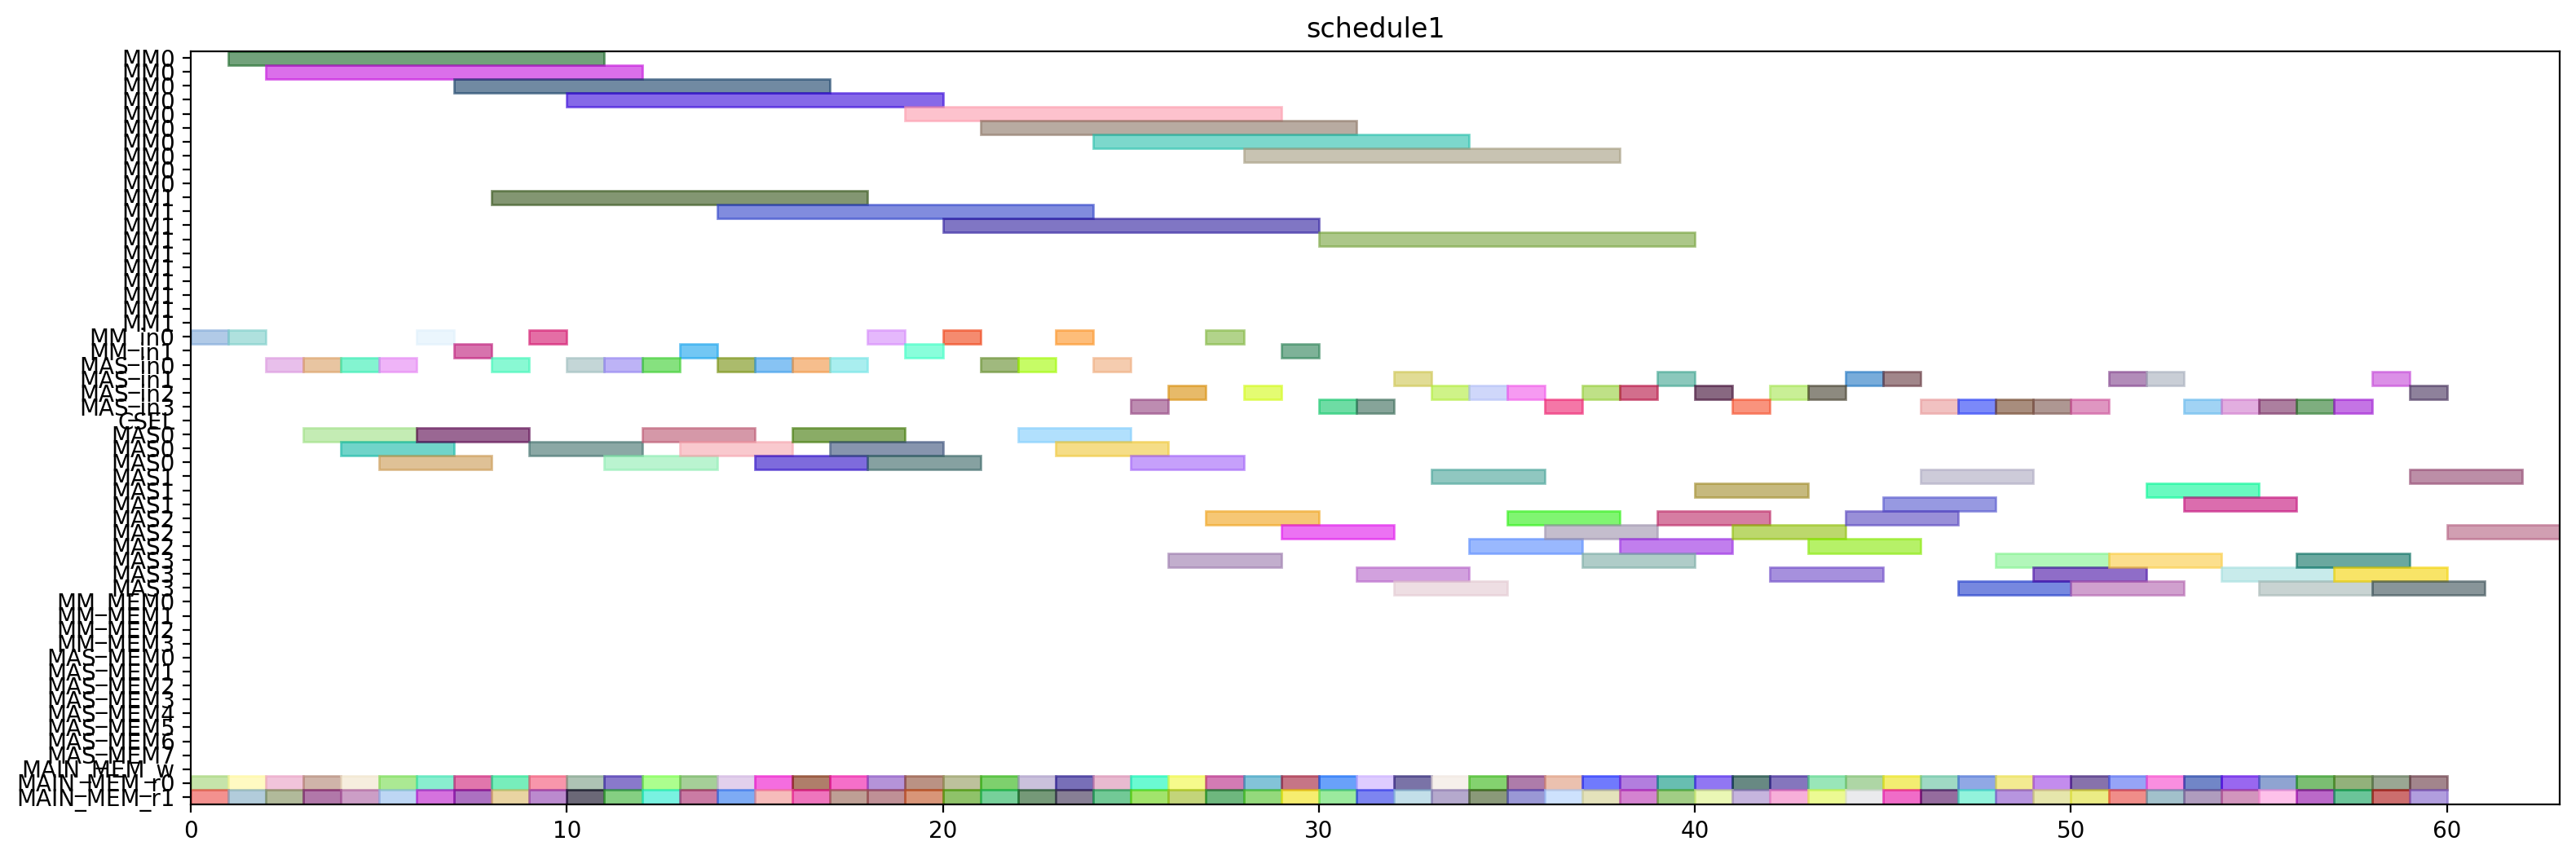 schedule1
MM0
MM0
MM0
MM0
MM0
MM0
MM0
MM0
MM0
MM0
MM1
MM1
MM1
MM1
MM1
MM1
MM1
MM1
MM1
MM1
MM_in0
MM_in1
MAS_in0
MAS_in1
MAS_in2
MAS_in3
CSEL
MAS0
MAS0
MAS0
MAS1
MAS1
MAS1
MAS2
MAS2
MAS2
MAS3
MAS3
MAS3
MM_MEM0
MM_MEM1
MM_MEM2
MM_MEM3
MAS_MEM0
MAS_MEM1
MAS_MEM2
MAS_MEM3
MAS_MEM4
MAS_MEM5
MAS_MEM6
MAS_MEM7
MAIN_MEM_w
MAIN_MEM_r0
MAIN_MEM_r1
0 10 20 30 40 50 60